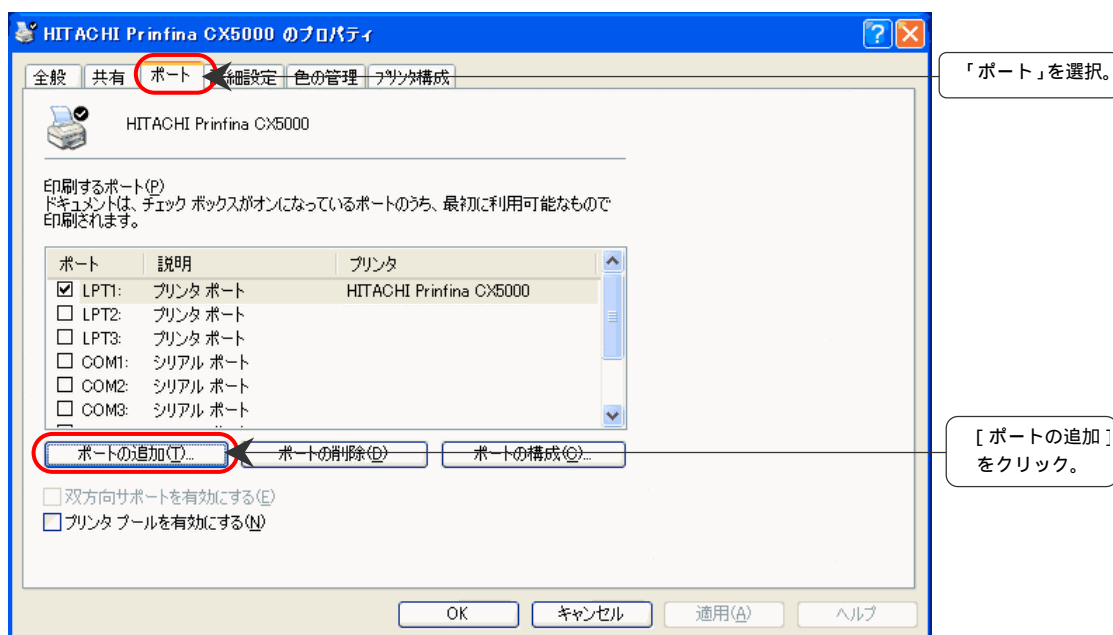 HITACHI Prinfina CX5000 のプロパティ
全般 共有 ポート 細設定 色の管理 プリンタ構成
「ポート」を選択。
HITACHI Prinfina CX5000
印刷するポート(P)
ドキュメントは、チェック ボックスがオンになっているポートのうち、最初に利用可能なもので
印刷されます。
ポート 説明 プリンタ
LPT1: プリンタ ポート HITACHI Prinfina CX5000
LPT2: プリンタ ポート
LPT3: プリンタ ポート
COM1: シリアル ポート
COM2: シリアル ポート
COM3: シリアル ポート
ポートの追加(T)... ポートの削除(D) ポートの構成(C)...
[ポートの追加]
をクリック。
双方向サポートを有効にする(E)
プリンタ プールを有効にする(N)
OK キャンセル 適用(A) ヘルプ